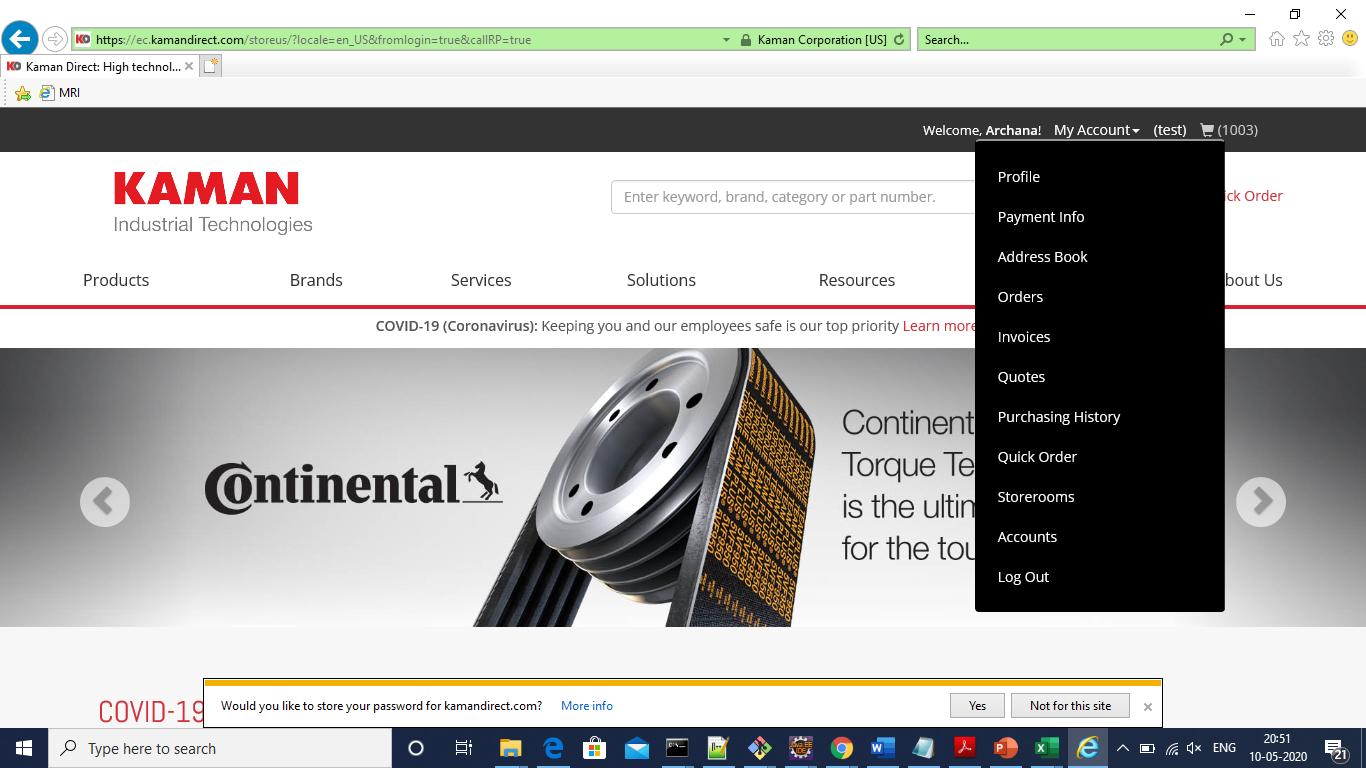 https://ec.kamandirect.com/storeus/?locale=en_US&fromlogin=true&callRP=true
Kaman Corporation [US]
Search...
Kaman Direct: High technol...
MRI
Welcome, Archana! My Account (test) (1003)
KAMAN
Industrial Technologies
Enter keyword, brand, category or part number.
ick Order
Products Brands Services Solutions Resources bout Us
COVID-19 (Coronavirus): Keeping you and our employees safe is our top priority Learn more
Profile
Payment Info
Address Book
Orders
Invoices
Quotes
Purchasing History
Quick Order
Storerooms
Accounts
Log Out
Continental
Continent
Torque Te
is the ultim
for the tou
COVID-19
Would you like to store your password for kamandirect.com? More info Yes Not for this site
Type here to search
ENG
20:51
10-05-2020
21